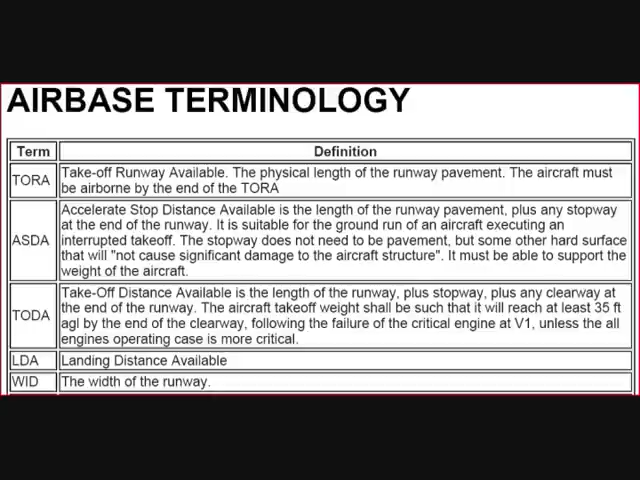 AIRBASE TERMINOLOGY
Term Definition
TORA Take-off Runway Available. The physical length of the runway pavement. The aircraft must
be airborne by the end of the TORA
ASDA Accelerate Stop Distance Available is the length of the runway pavement, plus any stopway
at the end of the runway. It is suitable for the ground run of an aircraft executing an
interrupted takeoff. The stopway does not need to be pavement, but some other hard surface
that will "not cause significant damage to the aircraft structure". It must be able to support the
weight of the aircraft.
TODA Take-Off Distance Available is the length of the runway, plus stopway, plus any clearway at
the end of the runway. The aircraft takeoff weight shall be such that it will reach at least 35 ft
agl by the end of the clearway, following the failure of the critical engine at V1, unless the all
engines operating case is more critical.
LDA Landing Distance Available
WID The width of the runway.